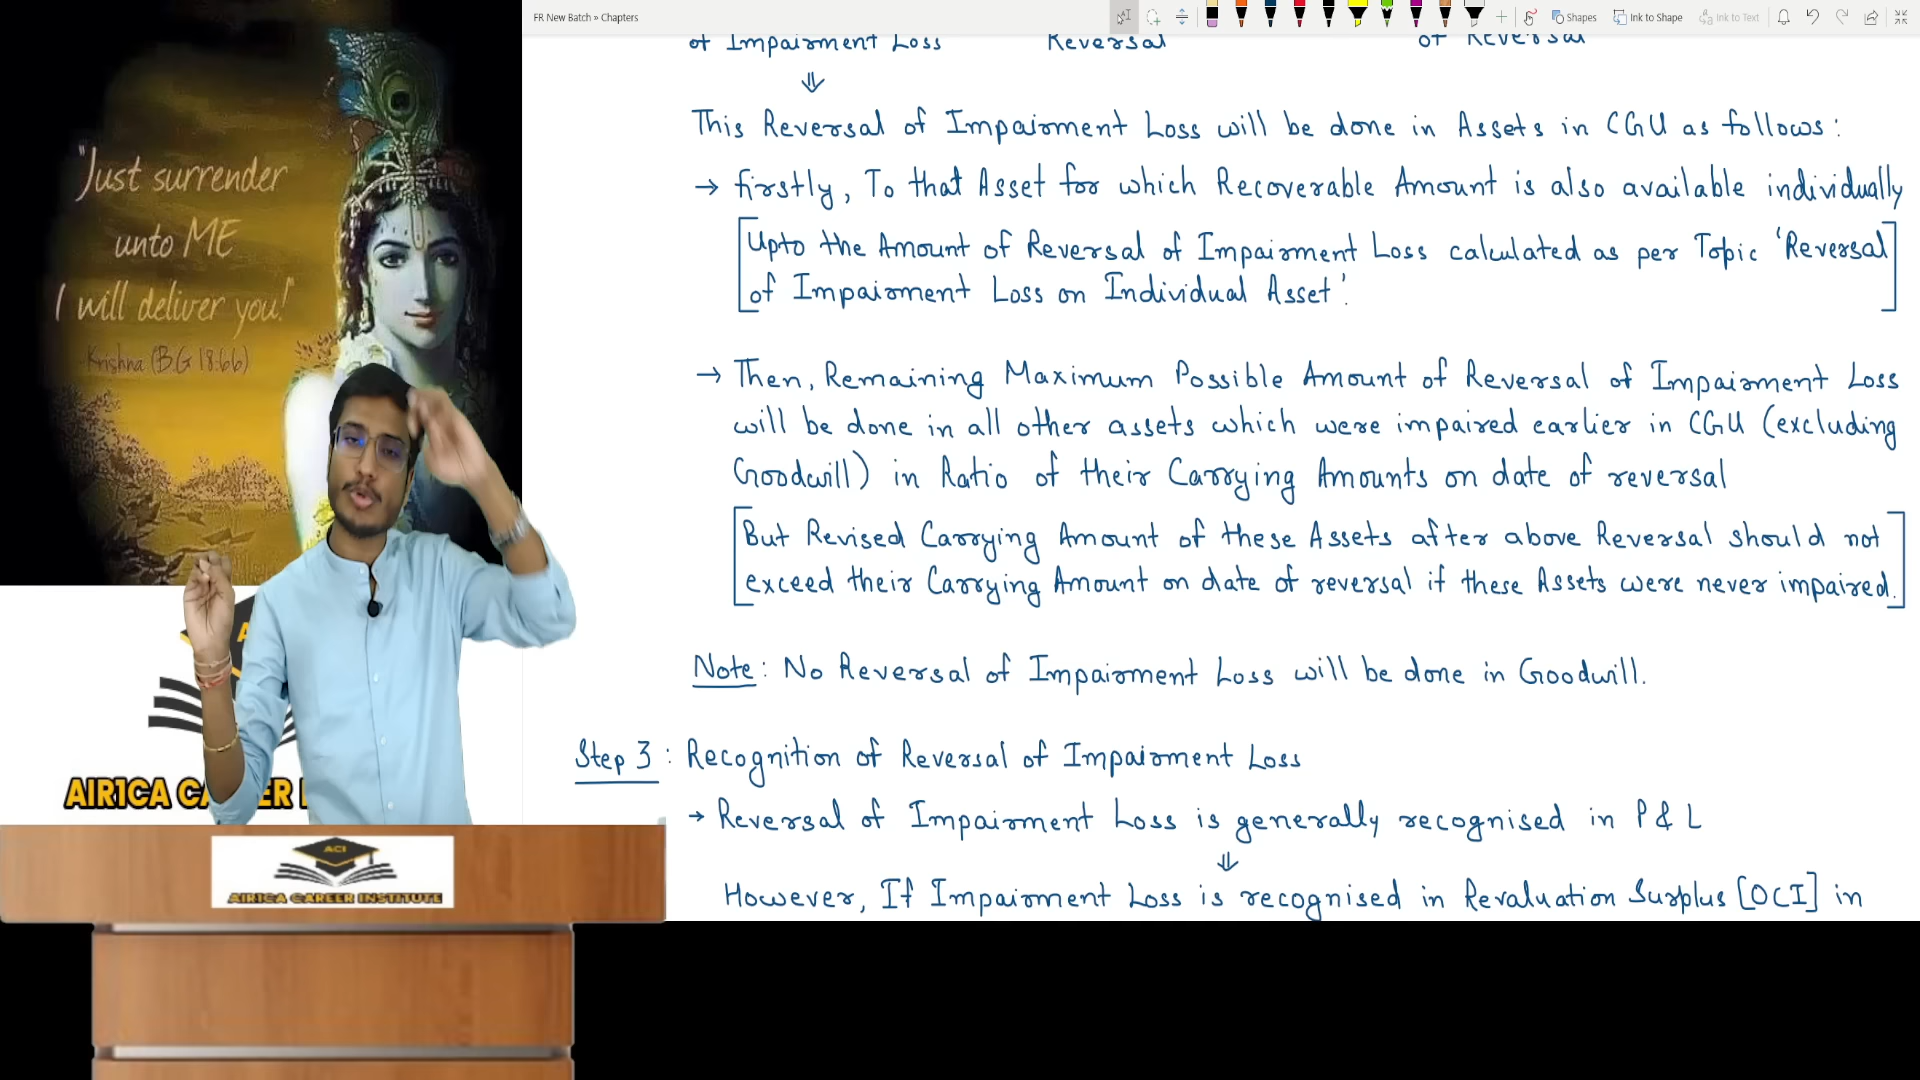 FR New Batch » Chapters
Shapes
Ink to Shape
Ink to Text
of Impairment Loss Reversal of Reversal
⇓
This Reversal of Impairment Loss will be done in Assets in CGU as follows:
→ firstly, To that Asset for which Recoverable Amount is also available individually
[Upto the Amount of Reversal of Impairment Loss calculated as per Topic 'Reversal
of Impairment Loss on Individual Asset'.]
→ Then, Remaining Maximum Possible Amount of Reversal of Impairment Loss
will be done in all other assets which were impaired earlier in CGU (excluding
Goodwill) in Ratio of their Carrying Amounts on date of reversal
[But Revised Carrying Amount of these Assets after above Reversal should not
exceed their Carrying Amount on date of reversal if these Assets were never impaired.]
Note: No Reversal of Impairment Loss will be done in Goodwill.
Step 3: Recognition of Reversal of Impairment Loss
→ Reversal of Impairment Loss is generally recognised in P & L
⇓
However, If Impairment Loss is recognised in Revaluation Surplus [OCI] in
"Just surrender
unto ME
I will deliver you!"
-Krishna (B.G 18:66)
AIR1CA CA ER I
ACI
AIR1CA CAREER INSTITUTE